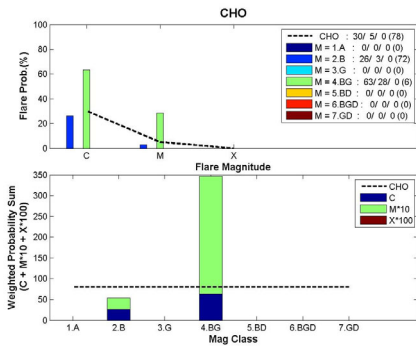 CHO
100
80
60
40
20
0
Flare Prob.(%)
C M X
Flare Magnitude
CHO : 30/ 5/ 0 (78)
M = 1.A : 0/ 0/ 0 (0)
M = 2.B : 26/ 3/ 0 (72)
M = 3.G : 0/ 0/ 0 (0)
M = 4.BG : 63/ 28/ 0 (6)
M = 5.BD : 0/ 0/ 0 (0)
M = 6.BGD : 0/ 0/ 0 (0)
M = 7.GD : 0/ 0/ 0 (0)
350
300
250
200
150
100
50
0
Weighted Probability Sum
(C + M*10 + X*100)
CHO
C
M*10
X*100
1.A 2.B 3.G 4.BG 5.BD 6.BGD 7.GD
Mag Class